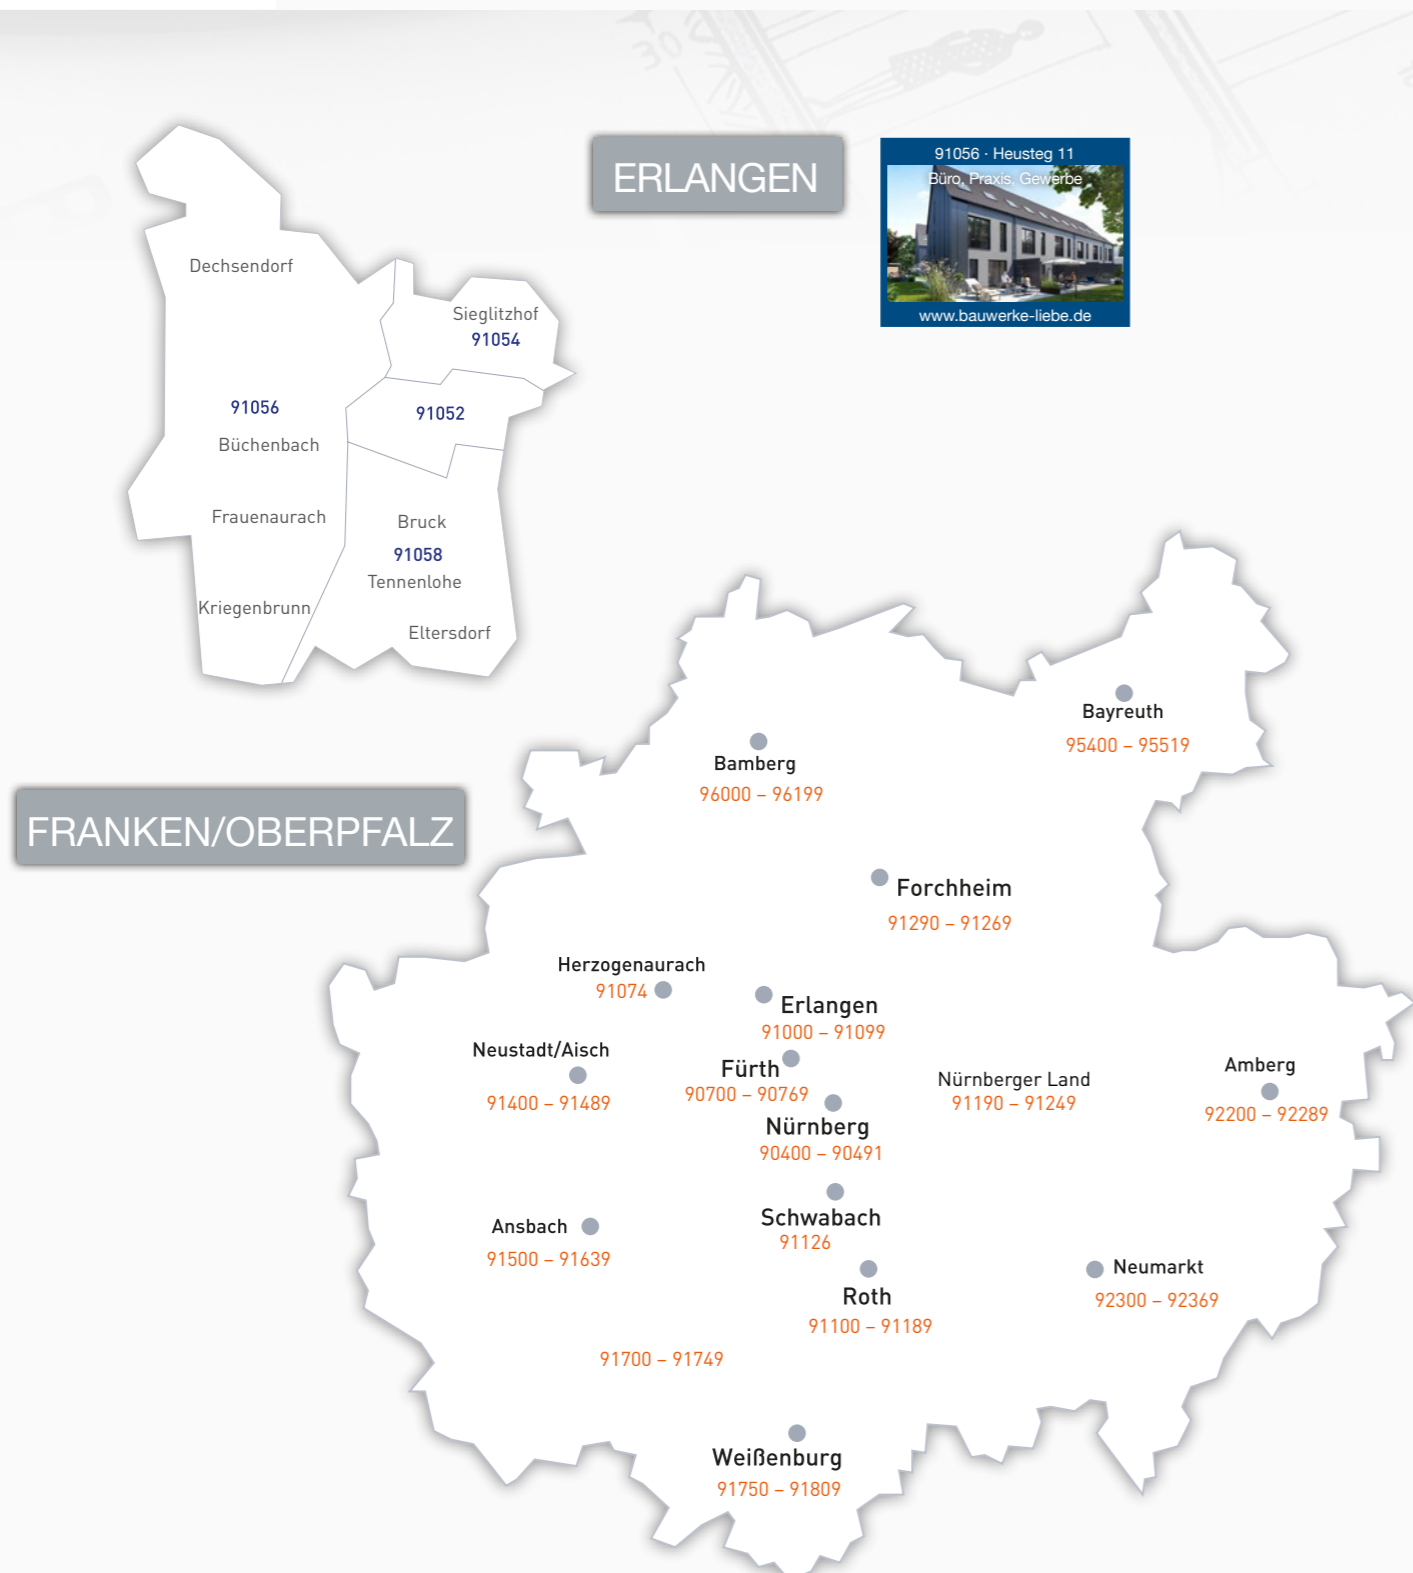 30
ERLANGEN
91056 · Heusteg 11
Büro, Praxis, Gewerbe
www.bauwerke-liebe.de
Dechsendorf
Sieglitzhof
91054
91056
91052
Büchenbach
Frauenaurach
Bruck
91058
Tennenlohe
Kriegenbrunn
Eltersdorf
FRANKEN/OBERPFALZ
Bayreuth
95400 – 95519
Bamberg
96000 – 96199
Forchheim
91290 – 91269
Herzogenaurach
91074
Erlangen
91000 – 91099
Neustadt/Aisch
91400 – 91489
Fürth
90700 – 90769
Nürnberger Land
91190 – 91249
Amberg
92200 – 92289
Nürnberg
90400 – 90491
Schwabach
91126
Ansbach
91500 – 91639
Roth
91100 – 91189
Neumarkt
92300 – 92369
91700 – 91749
Weißenburg
91750 – 91809